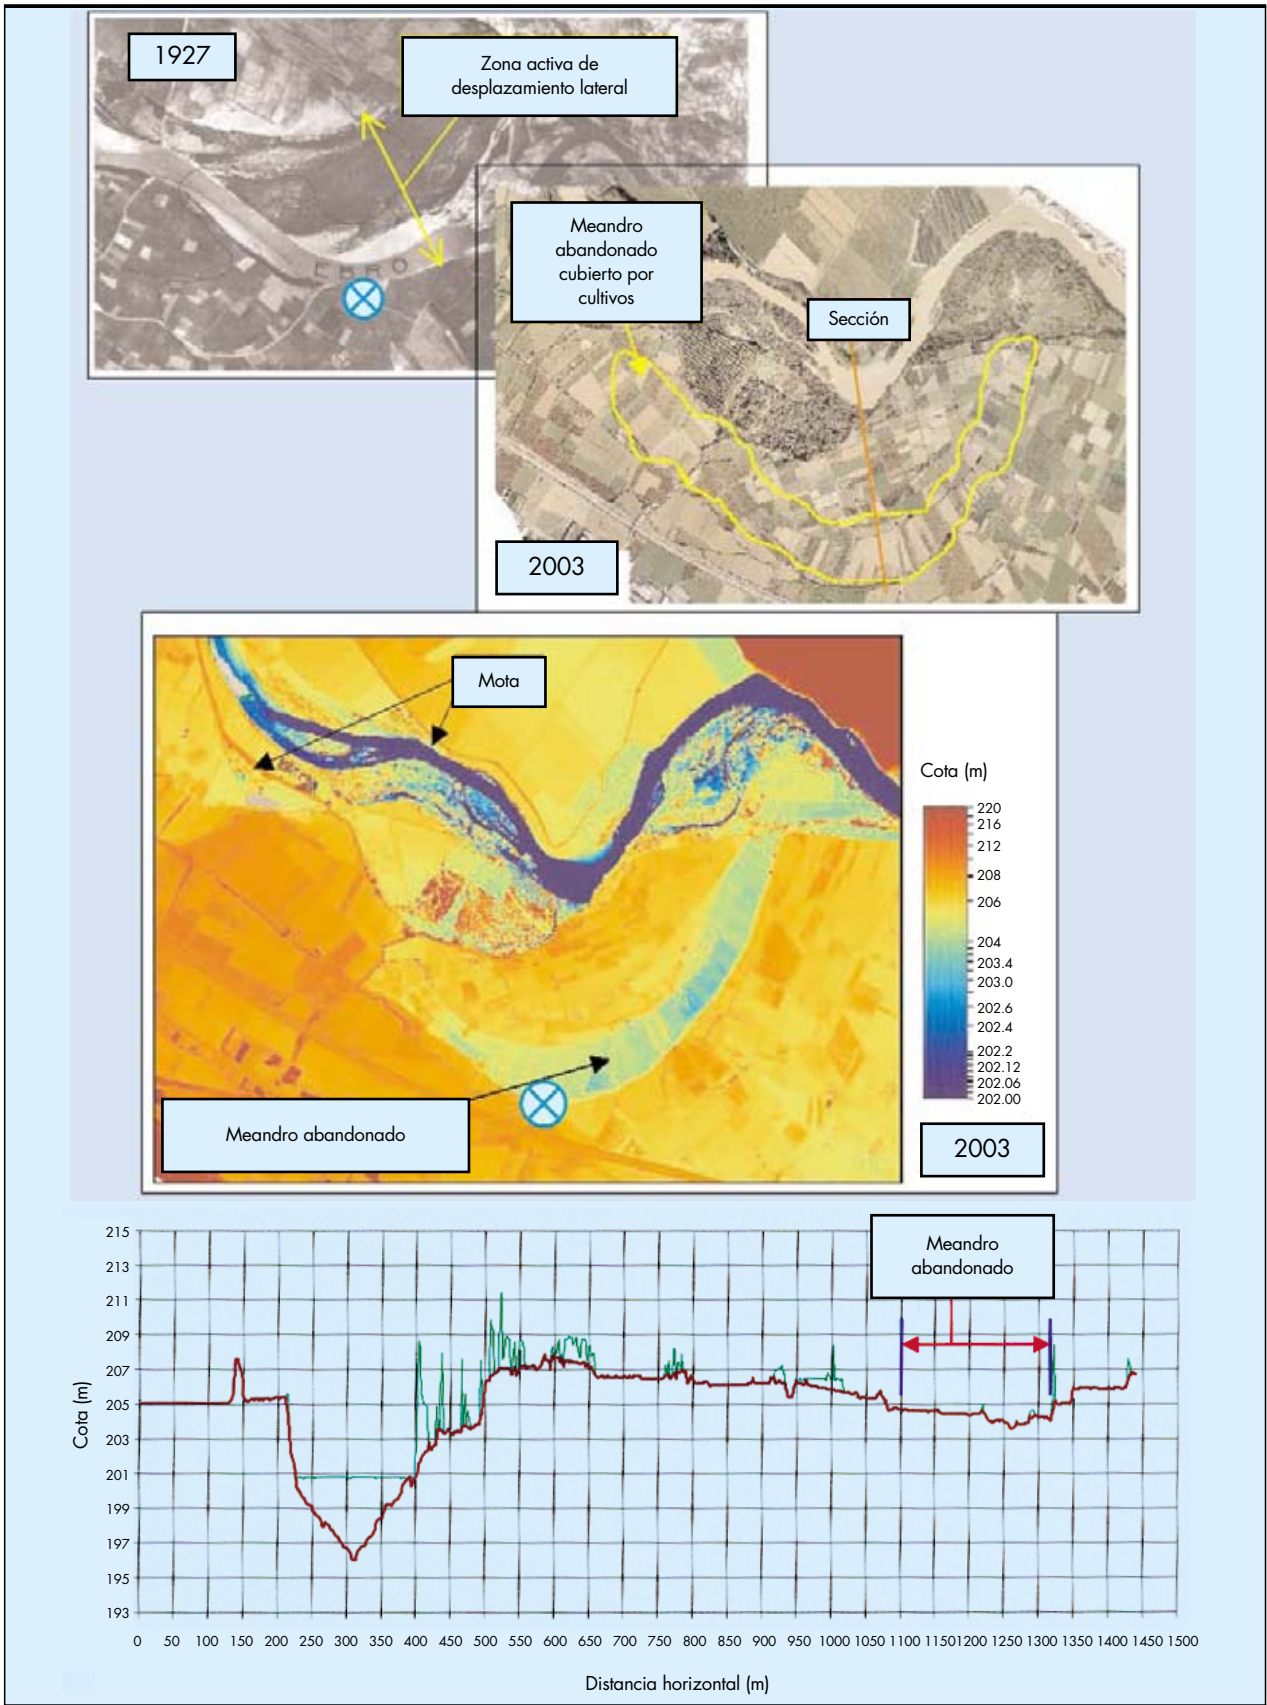 1927
Zona activa de
desplazamiento lateral
EBRO
Meandro
abandonado
cubierto por
cultivos
Sección
2003
Mota
Cota (m)
220
216
212
208
206
204
203.4
203.0
202.6
202.4
202.2
202.12
202.06
202.00
Meandro abandonado
2003
Meandro
abandonado
Cota (m)
215
213
211
209
207
205
203
201
199
197
195
193
0 50 100 150 200 250 300 350 400 450 500 550 600 650 700 750 800 850 900 950 1000 1050 1100 1150 1200 1250 1300 1350 1400 1450 1500
Distancia horizontal (m)